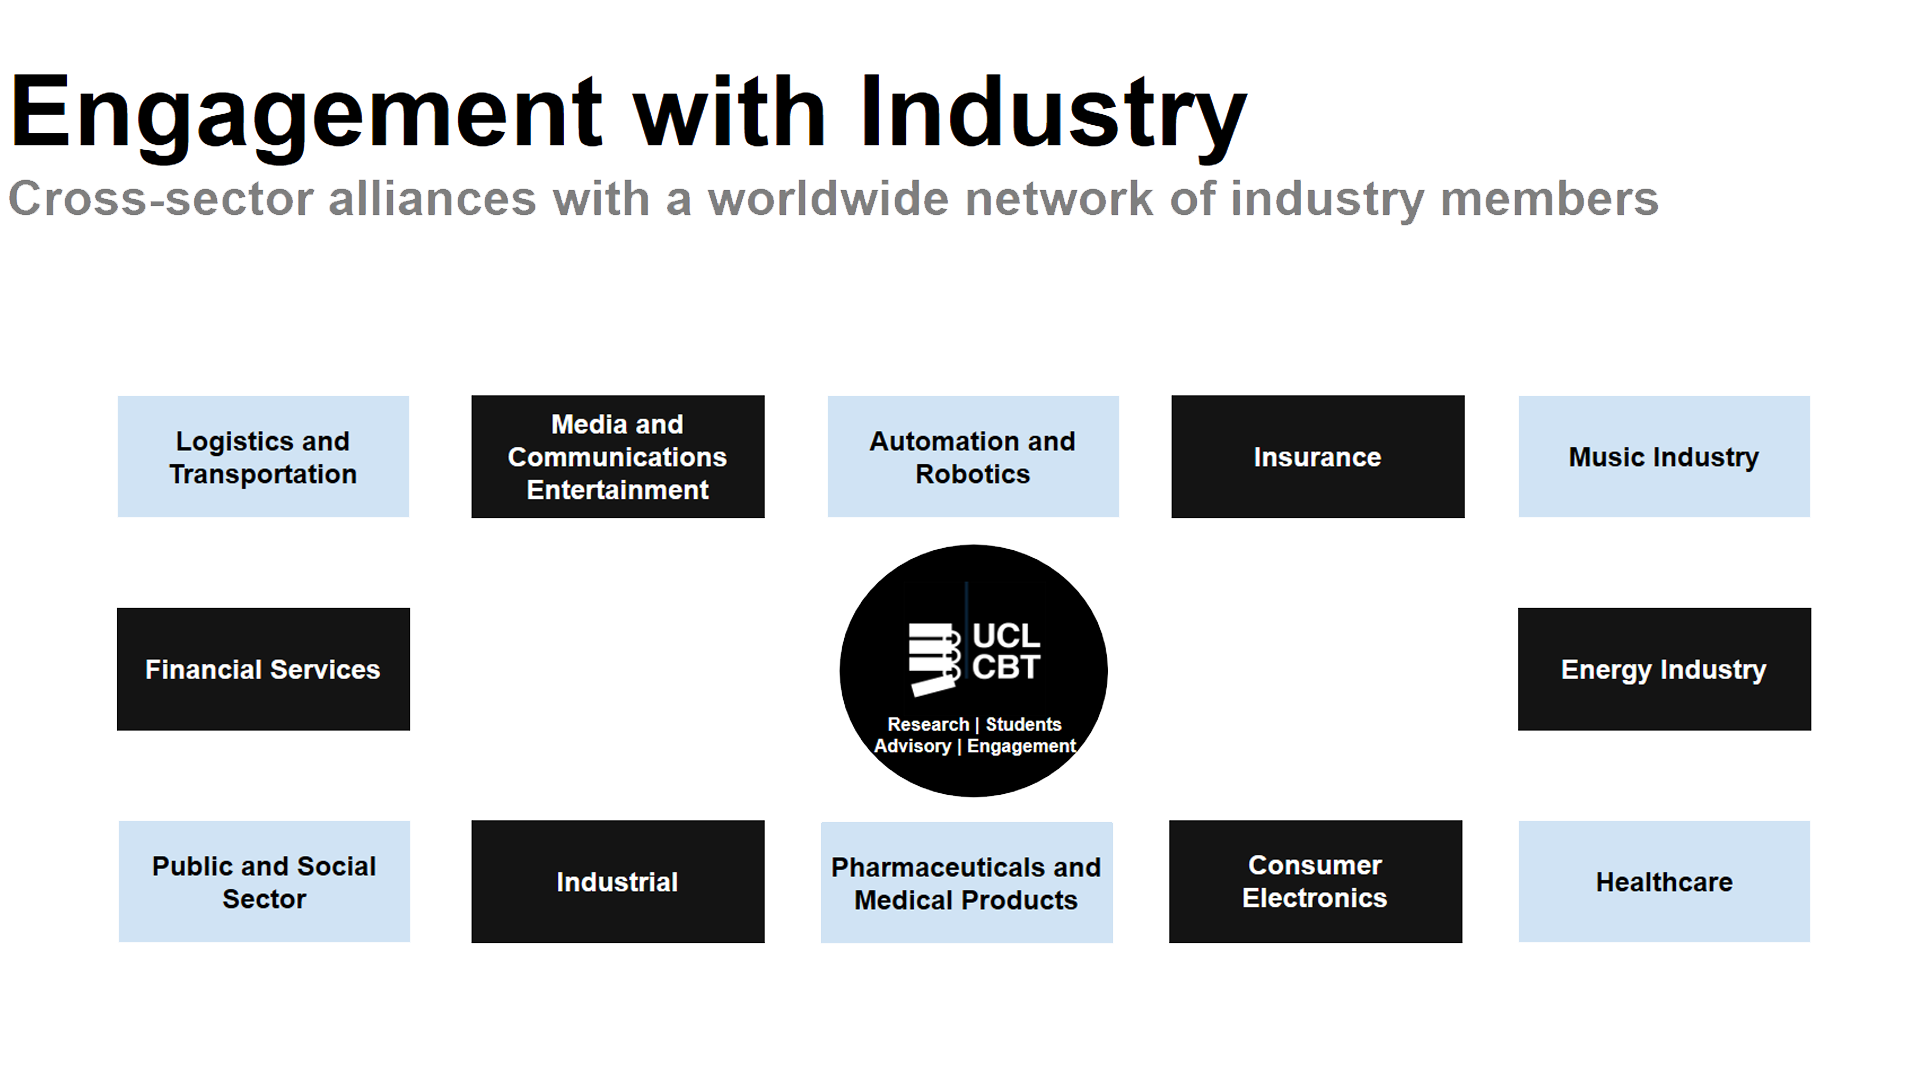 Engagement with Industry
Cross-sector alliances with a worldwide network of industry members
Logistics and
Transportation
Media and
Communications
Entertainment
Automation and
Robotics
Insurance
Music Industry
Financial Services
UCL
CBT
Research | Students
Advisory | Engagement
Energy Industry
Public and Social
Sector
Industrial
Pharmaceuticals and
Medical Products
Consumer
Electronics
Healthcare